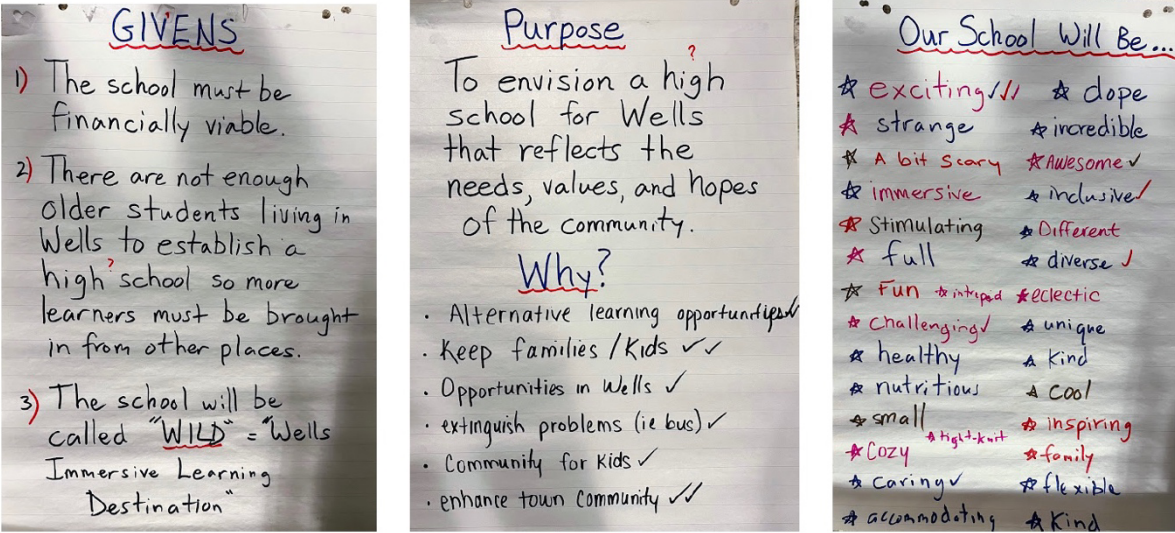 GIVENS
1) The school must be
financially viable.
2) There are not enough
older students living in
Wells to establish a
high? school so more
learners must be brought
in from other places.
3) The school will be
called "WILD" = "Wells
Immersive Learning
Destination"
Purpose
?
To envision a high
school for Wells
that reflects the
needs, values, and hopes
of the community.
Why?
· Alternative learning opportunities✓
· Keep families / Kids ✓✓
· Opportunities in Wells ✓
· extinguish problems (ie bus) ✓
· Community for Kids ✓
· enhance town Community ✓✓
Our School Will Be...
☆ exciting ✓✓✓
☆ strange
☆ A bit Scary
☆ immersive
☆ Stimulating
☆ full
☆ Fun ☆ intrepid
☆ Challenging ✓
☆ healthy
☆ nutritious
☆ small
☆ tight-knit
☆ Cozy
☆ caring ✓
☆ accommodating
☆ dope
☆ incredible
☆ Awesome ✓
☆ inclusive ✓
☆ Different
☆ diverse ✓
☆ eclectic
☆ unique
☆ Kind
☆ Cool
☆ inspiring
☆ family
☆ flexible
☆ Kind